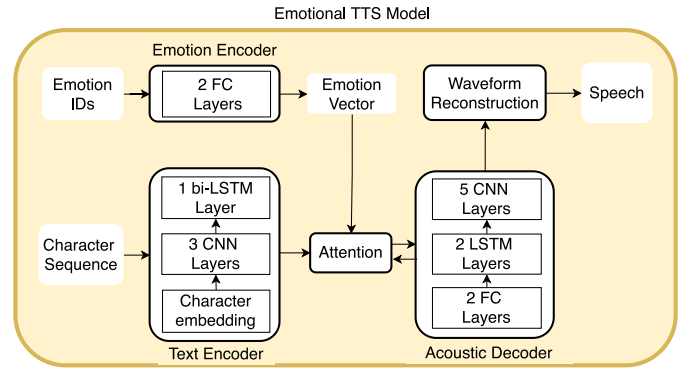 Emotional TTS Model
Emotion Encoder
Emotion
IDs
2 FC
Layers
Emotion
Vector
Waveform
Reconstruction
Speech
Character
Sequence
1 bi-LSTM
Layer
3 CNN
Layers
Character
embedding
Text Encoder
Attention
5 CNN
Layers
2 LSTM
Layers
2 FC
Layers
Acoustic Decoder